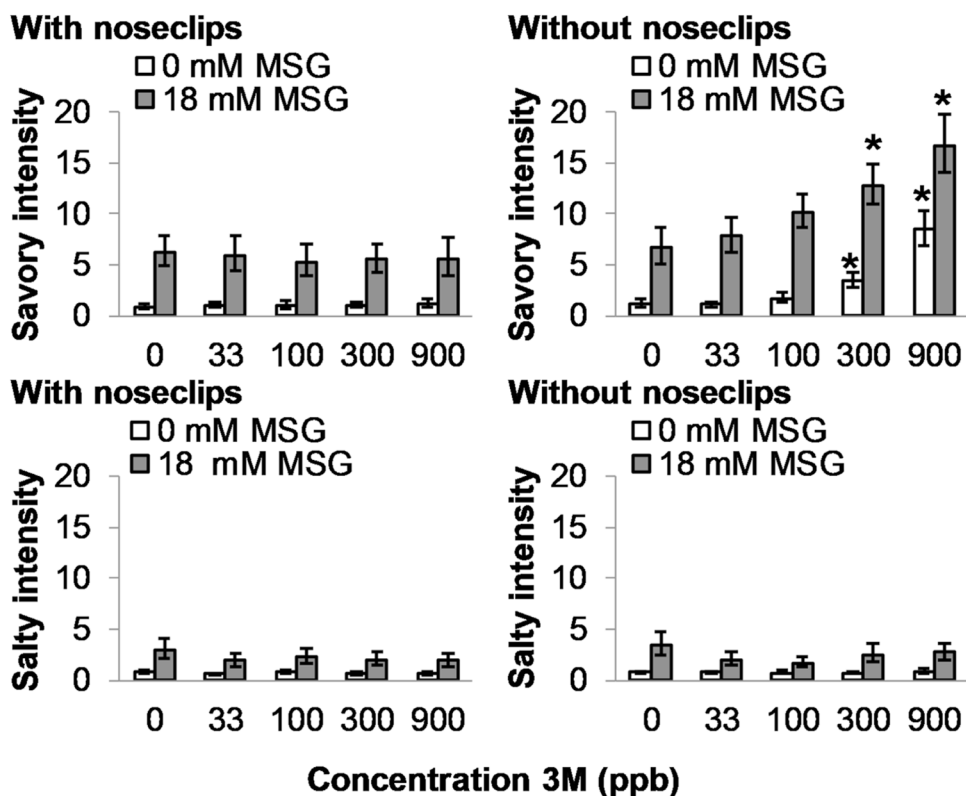 With noseclips
0 mM MSG
18 mM MSG
Savory intensity
20
15
10
5
0
0 33 100 300 900
Without noseclips
0 mM MSG
18 mM MSG
Savory intensity
20
15
10
5
0
* * * *
0 33 100 300 900
With noseclips
0 mM MSG
18 mM MSG
Salty intensity
20
15
10
5
0
0 33 100 300 900
Without noseclips
0 mM MSG
18 mM MSG
Salty intensity
20
15
10
5
0
0 33 100 300 900
Concentration 3M (ppb)